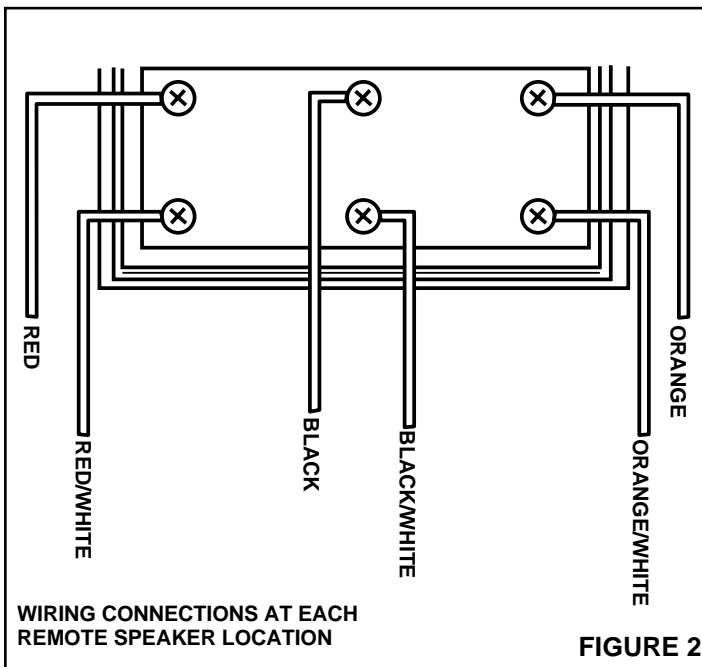 RED
RED/WHITE
BLACK
BLACK/WHITE
ORANGE/WHITE
ORANGE
WIRING CONNECTIONS AT EACH
REMOTE SPEAKER LOCATION
FIGURE 2